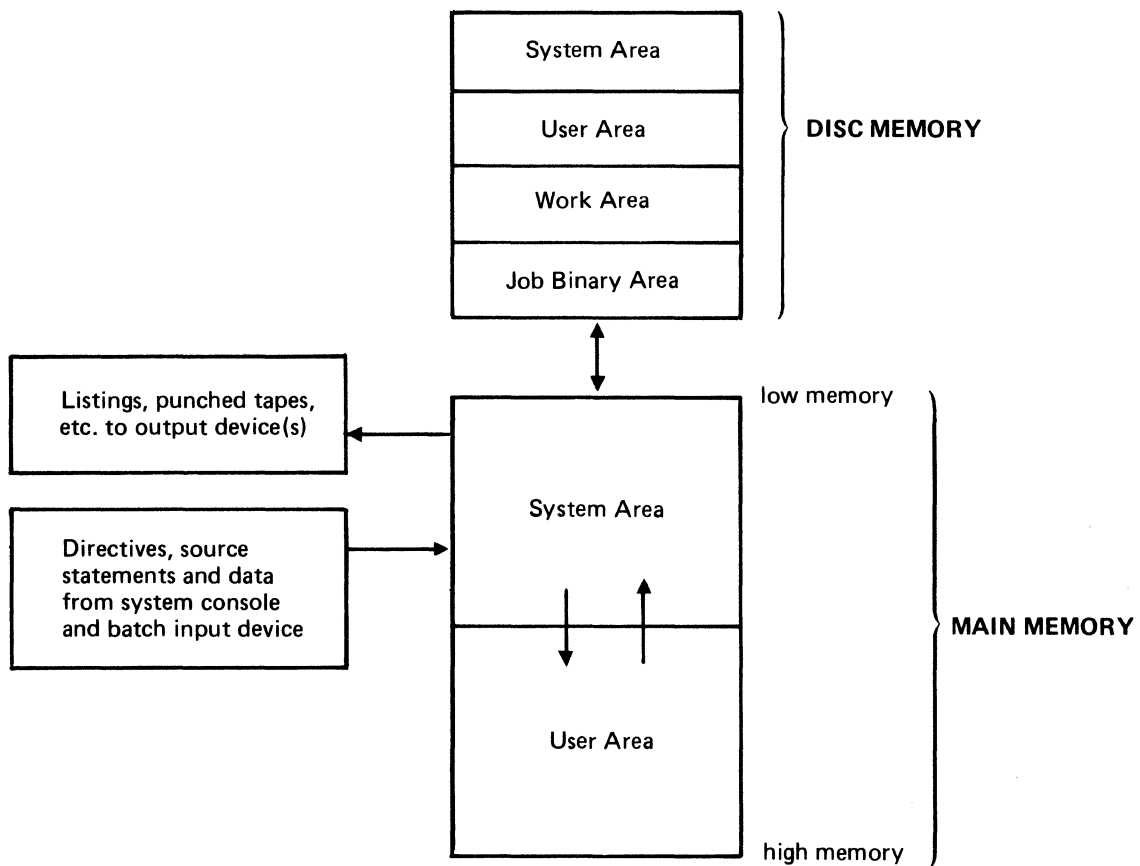 System Area
User Area
DISC MEMORY
Work Area
Job Binary Area
low memory
Listings, punched tapes,
etc. to output device(s)
System Area
Directives, source
statements and data
from system console
and batch input device
MAIN MEMORY
User Area
high memory